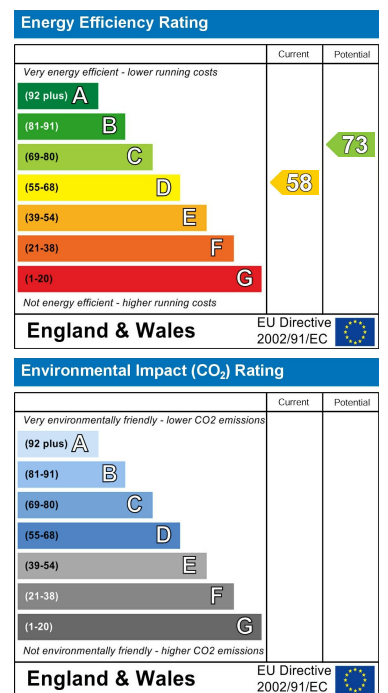 Energy Efficiency Rating
Current Potential
Very energy efficient - lower running costs
(92 plus) A
(81-91) B
(69-80) C
73
(55-68) D
58
(39-54) E
(21-38) F
(1-20) G
Not energy efficient - higher running costs
England & Wales EU Directive 2002/91/EC
Environmental Impact (CO₂) Rating
Current Potential
Very environmentally friendly - lower CO2 emissions
(92 plus) A
(81-91) B
(69-80) C
(55-68) D
(39-54) E
(21-38) F
(1-20) G
Not environmentally friendly - higher CO2 emissions
England & Wales EU Directive 2002/91/EC